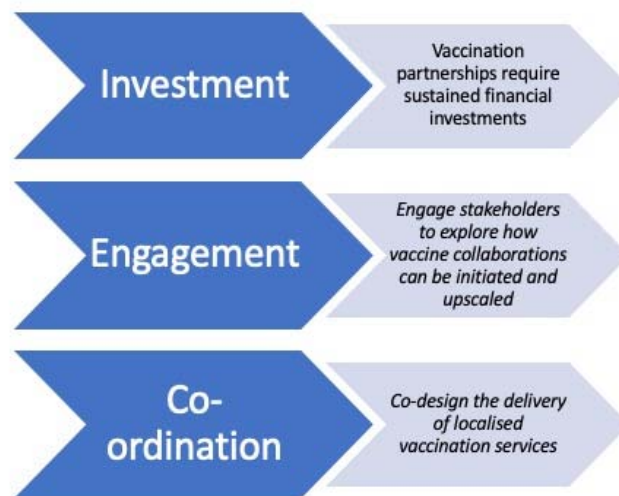 Investment
Vaccination
partnerships require
sustained financial
investments
Engagement
Engage stakeholders
to explore how
vaccine collaborations
can be initiated and
upscaled
Co-
ordination
Co-design the delivery
of localised
vaccination services